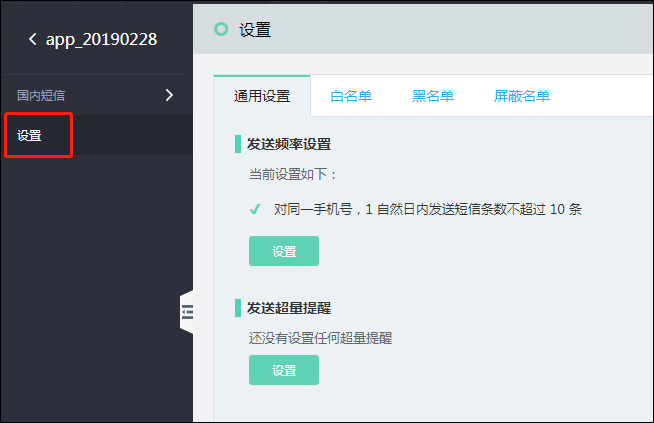 app_20190228
国内短信
设置
设置
通用设置 白名单 黑名单 屏蔽名单
发送频率设置
当前设置如下：
对同一手机号，1 自然日内发送短信条数不超过 10 条
设置
发送超量提醒
还没有设置任何超量提醒
设置